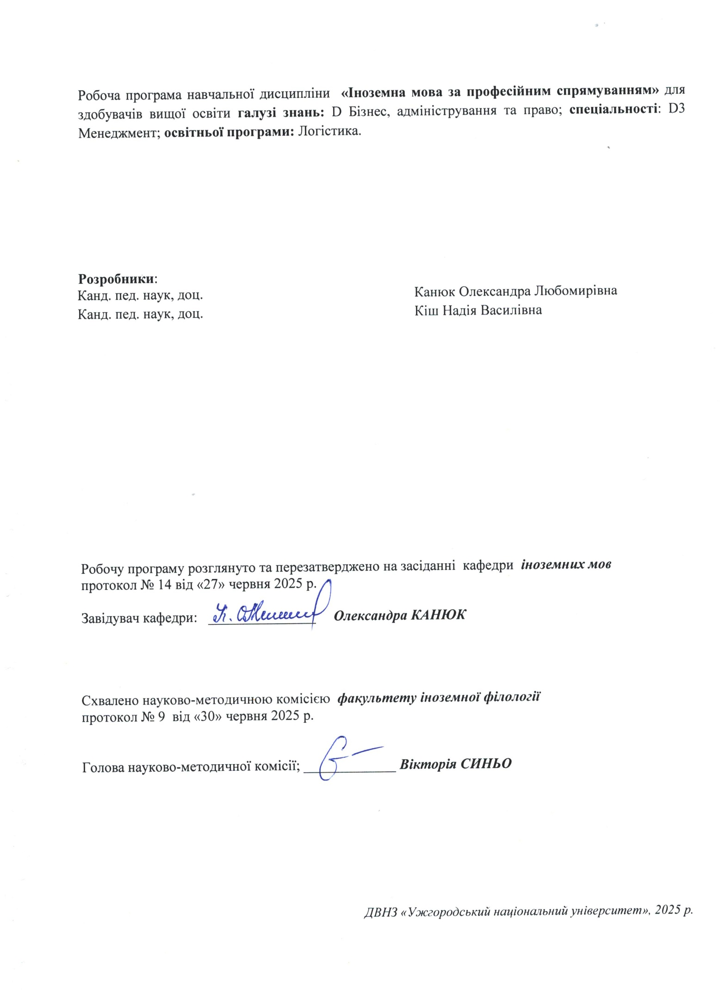 Робоча програма навчальної дисципліни «Іноземна мова за професійним спрямуванням» для
здобувачів вищої освіти галузі знань: D Бізнес, адміністрування та право; спеціальності: D3
Менеджмент; освітньої програми: Логістика.
Розробники:
Канд. пед. наук, доц. Канюк Олександра Любомирівна
Канд. пед. наук, доц. Кіш Надія Василівна
Робочу програму розглянуто та перезатверджено на засіданні кафедри іноземних мов
протокол № 14 від «27» червня 2025 р.
Завідувач кафедри: Олександра КАНЮК
Схвалено науково-методичною комісією факультету іноземної філології
протокол № 9 від «30» червня 2025 р.
Голова науково-методичної комісії; Вікторія СИНЬО
ДВНЗ «Ужгородський національний університет», 2025 р.